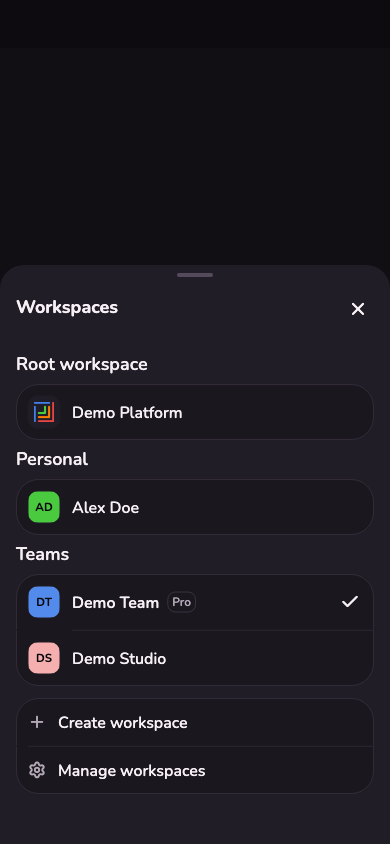 Workspaces
Root workspace
Demo Platform
Personal
AD Alex Doe
Teams
DT Demo Team Pro
DS Demo Studio
Create workspace
Manage workspaces